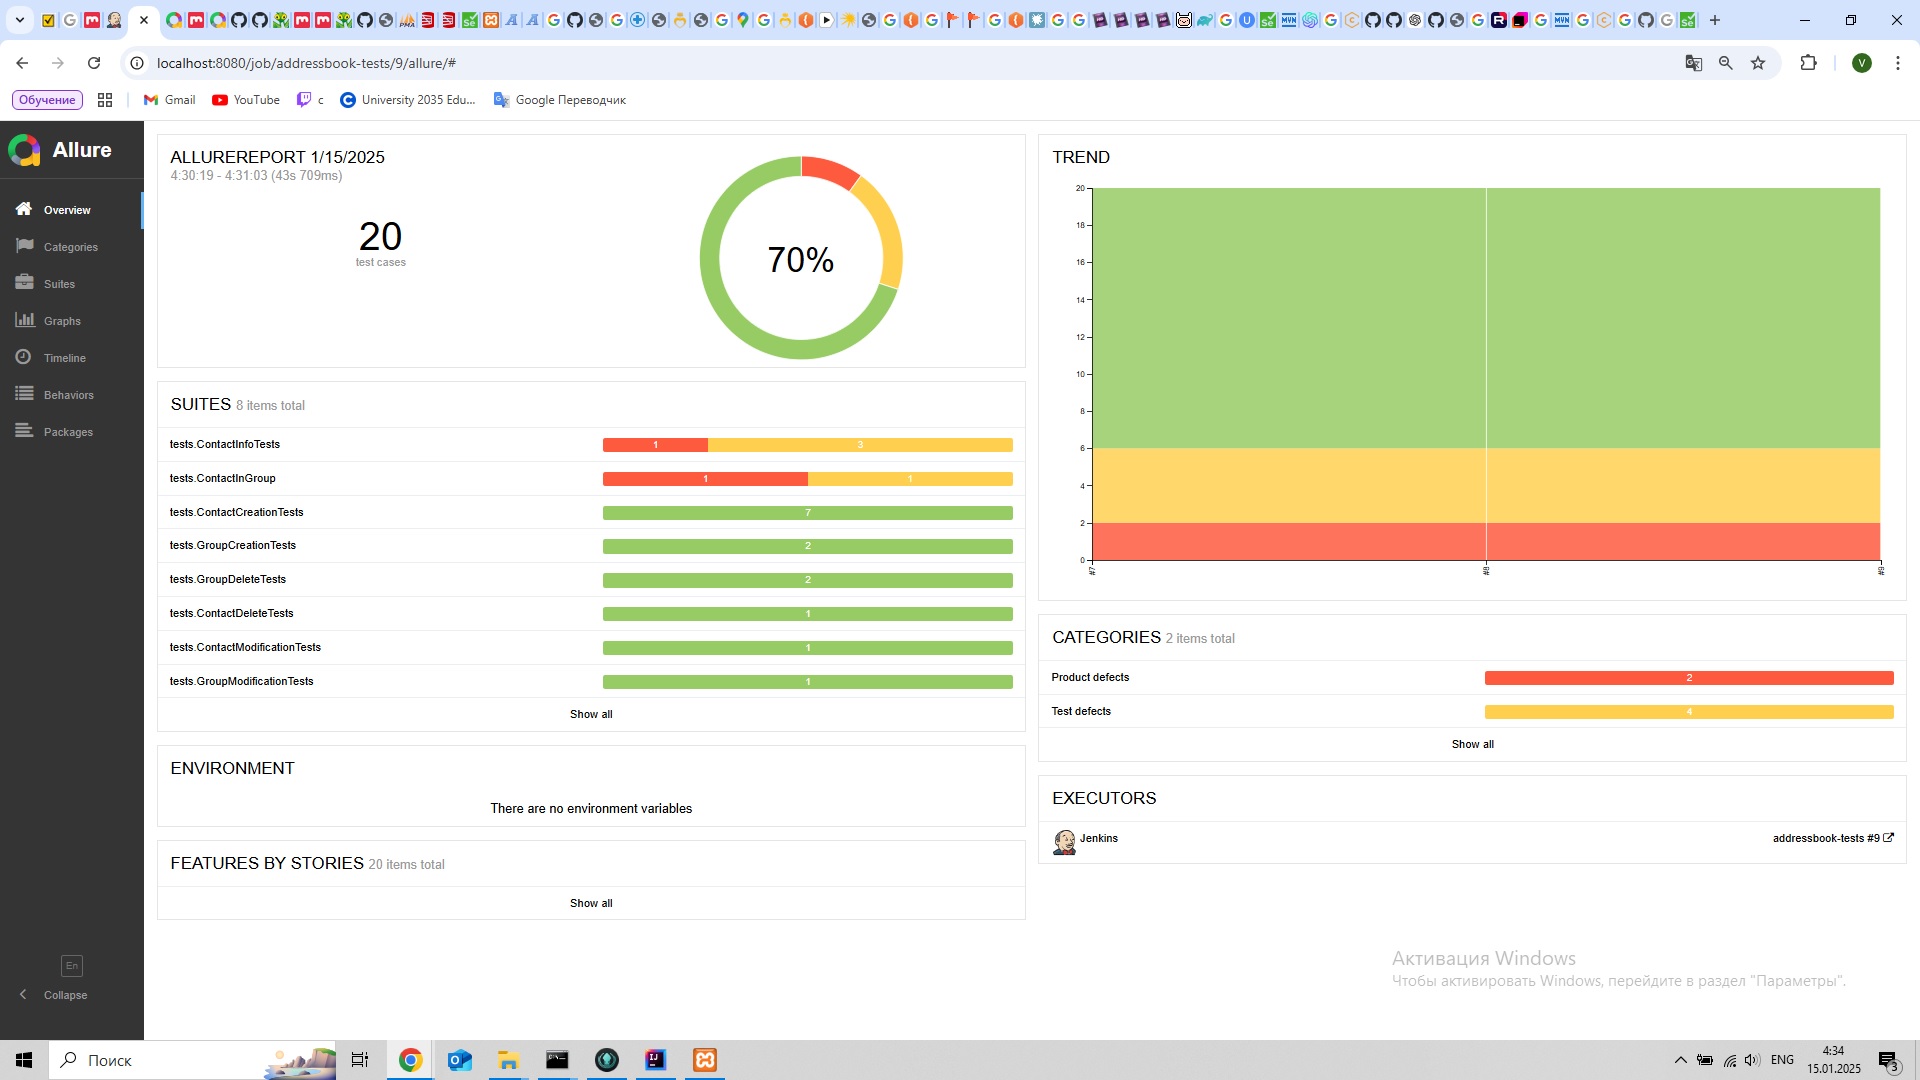 localhost:8080/job/addressbook-tests/9/allure/#
V
Обучение
Gmail
YouTube
c
University 2035 Edu...
Google Переводчик
Allure
Overview
Categories
Suites
Graphs
Timeline
Behaviors
Packages
En
Collapse
ALLUREREPORT 1/15/2025
4:30:19 - 4:31:03 (43s 709ms)
20
test cases
70%
SUITES 8 items total
tests.ContactInfoTests 1 3
tests.ContactInGroup 1 1
tests.ContactCreationTests 7
tests.GroupCreationTests 2
tests.GroupDeleteTests 2
tests.ContactDeleteTests 1
tests.ContactModificationTests 1
tests.GroupModificationTests 1
Show all
ENVIRONMENT
There are no environment variables
FEATURES BY STORIES 20 items total
Show all
TREND
20
18
16
14
12
10
8
6
4
2
0
#7 #8 #9
CATEGORIES 2 items total
Product defects 2
Test defects 4
Show all
EXECUTORS
Jenkins addressbook-tests #9
Активация Windows
Чтобы активировать Windows, перейдите в раздел "Параметры".
Поиск
ENG
4:34
15.01.2025
3